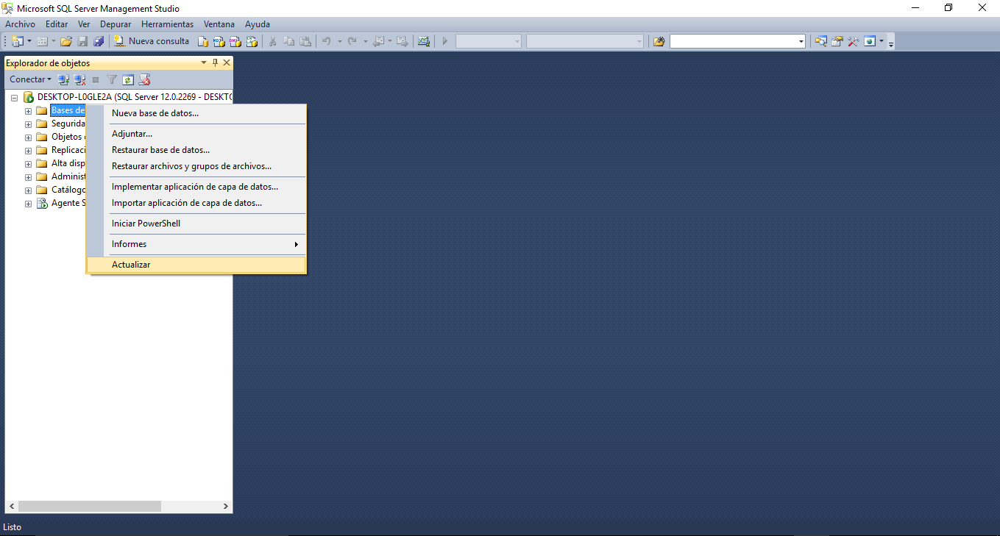 Microsoft SQL Server Management Studio
Archivo Editar Ver Depurar Herramientas Ventana Ayuda
Nueva consulta
Explorador de objetos
Conectar
DESKTOP-L0GLE2A (SQL Server 12.0.2269 - DESKTO
Bases de
Segurida
Objetos
Replicaci
Alta disp
Administ
Catálogo
Agente S
Nueva base de datos...
Adjuntar...
Restaurar base de datos...
Restaurar archivos y grupos de archivos...
Implementar aplicación de capa de datos...
Importar aplicación de capa de datos...
Iniciar PowerShell
Informes
Actualizar
Listo